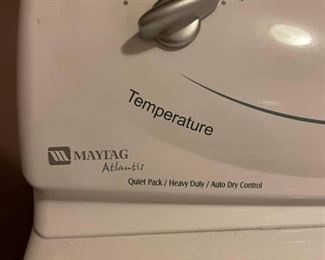 Temperature
MAYTAG
Atlantis
Quiet Pack / Heavy Duty / Auto Dry Control